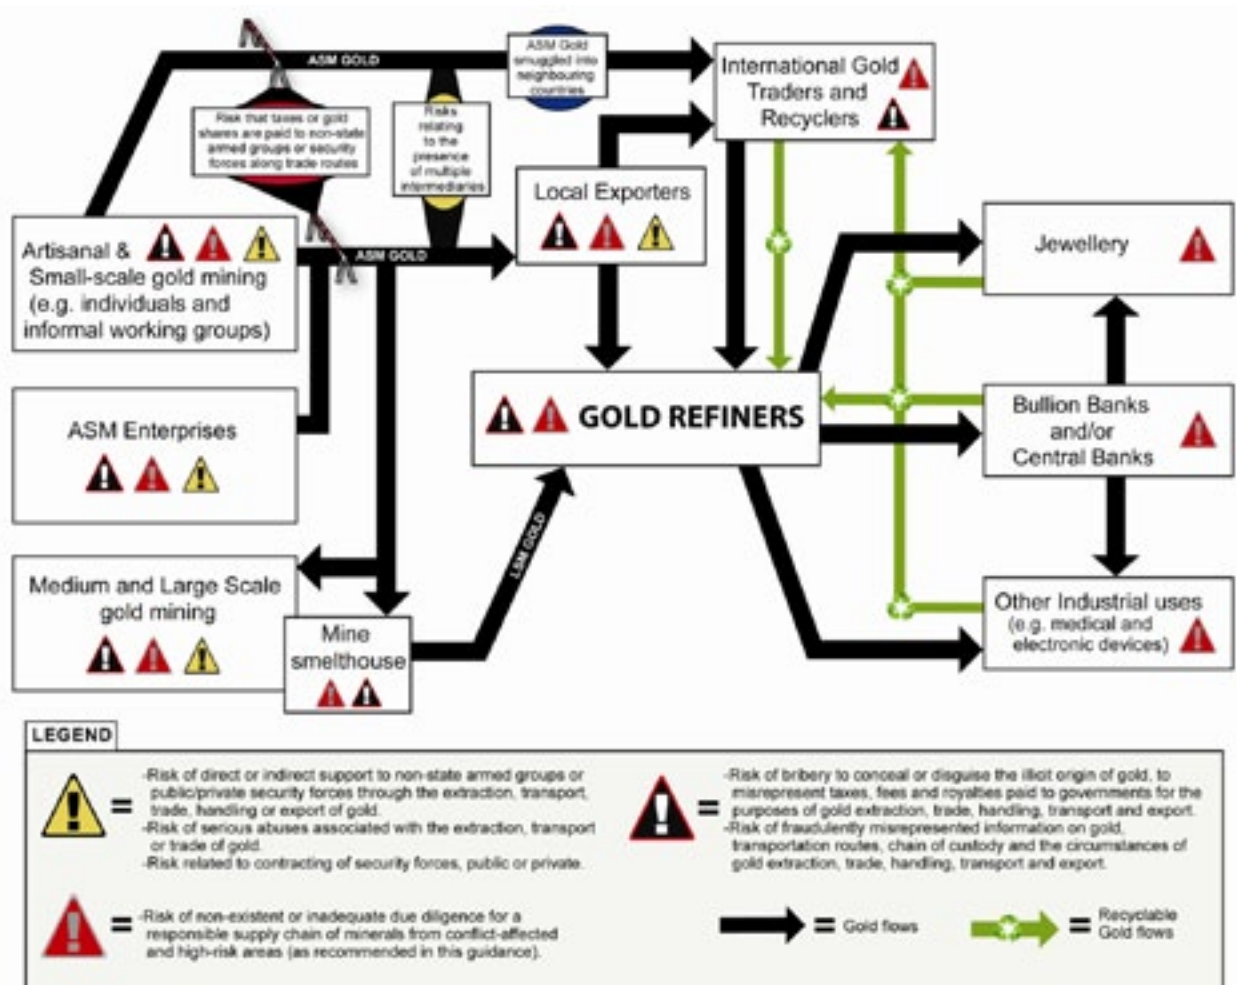 ASM GOLD
ASM Gold
smuggled into
neighbouring
countries
International Gold
Traders and
Recyclers
Risk that taxes or gold
shares are paid to non-state
armed groups or security
forces along trade routes
Risks
relating
to the
presence
of multiple
intermediaries
Local Exporters
Artisanal &
Small-scale gold mining
(e.g. individuals and
informal working groups)
ASM GOLD
Jewellery
ASM Enterprises
GOLD REFINERS
Bullion Banks
and/or
Central Banks
LSM GOLD
Medium and Large Scale
gold mining
Mine
smelthouse
Other Industrial uses
(e.g. medical and
electronic devices)
LEGEND
=
-Risk of direct or indirect support to non-state armed groups or
public/private security forces through the extraction, transport,
trade, handling or export of gold.
-Risk of serious abuses associated with the extraction, transport
or trade of gold.
-Risk related to contracting of security forces, public or private.
=
-Risk of bribery to conceal or disguise the illicit origin of gold, to
misrepresent taxes, fees and royalties paid to governments for the
purposes of gold extraction, trade, handling, transport and export.
-Risk of fraudulently misrepresented information on gold,
transportation routes, chain of custody and the circumstances of
gold extraction, trade, handling, transport and export.
=
-Risk of non-existent or inadequate due diligence for a
responsible supply chain of minerals from conflict-affected
and high-risk areas (as recommended in this guidance).
= Gold flows
= Recyclable
Gold flows